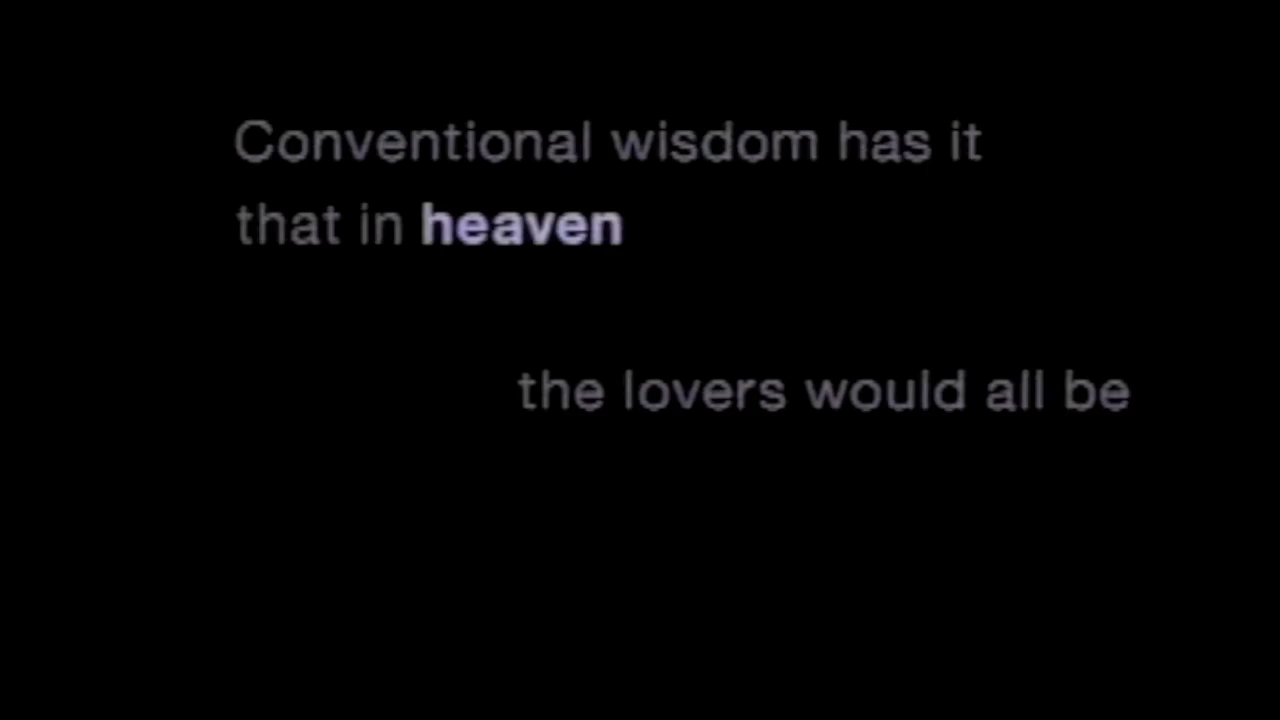 Conventional wisdom has it
that in heaven
the lovers would all be